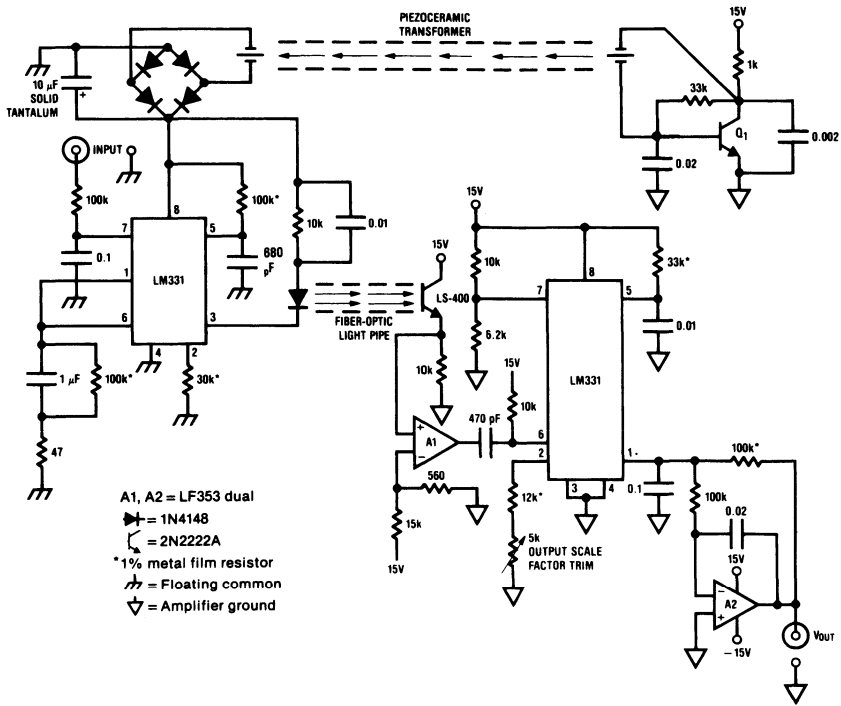 PIEZOCERAMIC
TRANSFORMER
15V
1k
33k
Q1
0.002
0.02
10 µF
SOLID
TANTALUM
+
INPUT
100k
0.1
7
8
5
1
LM331
6
3
4
2
100k*
680
pF
10k
0.01
1 µF
100k*
30k*
47
FIBER-OPTIC
LIGHT PIPE
15V
LS-400
10k
15V
10k
6.2k
7
8
5
LM331
6
2
3
4
1
33k*
0.01
15V
10k
470 pF
+
A1
−
560
15k
15V
12k*
5k
OUTPUT SCALE
FACTOR TRIM
0.1
100k
100k*
0.02
15V
−
A2
+
−15V
VOUT
A1, A2 = LF353 dual
= 1N4148
= 2N2222A
*1% metal film resistor
= Floating common
= Amplifier ground